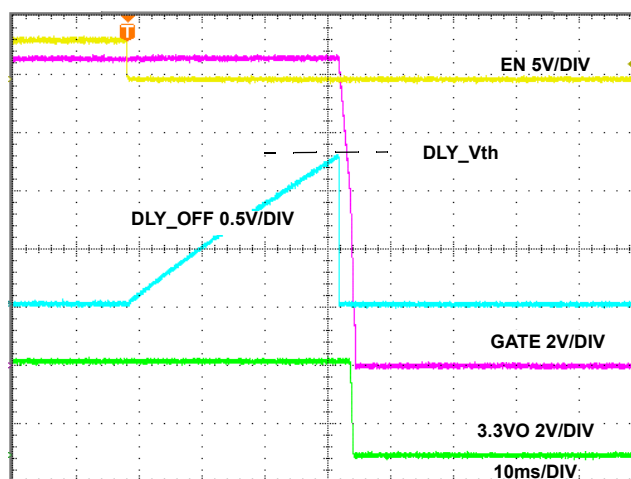 T
EN 5V/DIV
DLY_Vth
DLY_OFF 0.5V/DIV
GATE 2V/DIV
3.3VO 2V/DIV
10ms/DIV